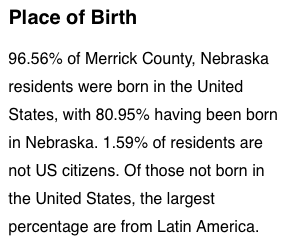 Place of Birth
96.56% of Merrick County, Nebraska
residents were born in the United
States, with 80.95% having been born
in Nebraska. 1.59% of residents are
not US citizens. Of those not born in
the United States, the largest
percentage are from Latin America.